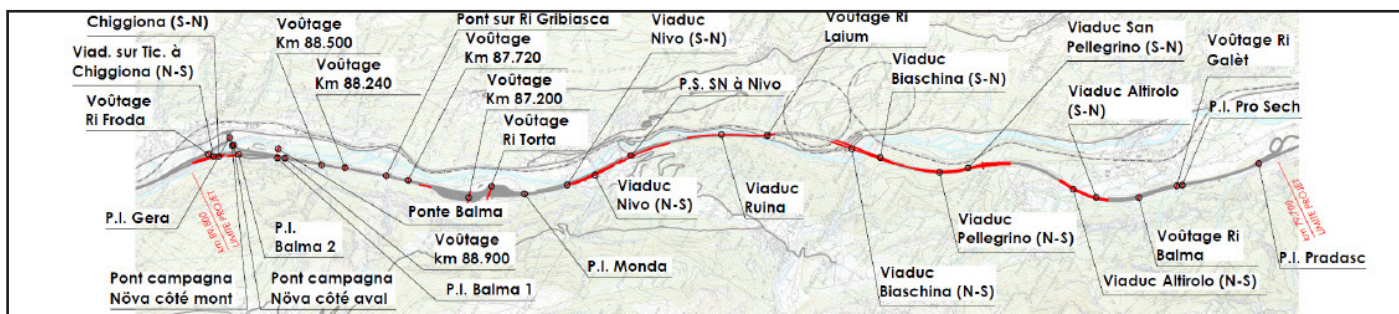 Chiggiona (S-N)
Viad. sur Tic. à
Chiggiona (N-S)
Voûtage
Ri Froda
Voûtage
Km 88.500
Voûtage
Km 88.240
Pont sur Ri Gribiasca
Voûtage
Km 87.720
Voûtage
Km 87.200
Voûtage
Ri Torta
Viaduc
Nivo (S-N)
P.S. SN à Nivo
Voûtage Ri
Laium
Viaduc
Biaschina (S-N)
Viaduc San
Pellegrino (S-N)
Viaduc Altirolo
(S-N)
Voûtage Ri
Galèt
P.I. Pro Sech
P.I. Gera
LIMITE PROJET
P.I.
Balma 2
Pont campagna
Növa côté mont
Pont campagna
Növa côté aval
Ponte Balma
Voûtage
km 88.900
P.I. Balma 1
P.I. Monda
Viaduc
Nivo (N-S)
Viaduc
Ruina
Viaduc
Biaschina (N-S)
Viaduc
Pellegrino (N-S)
Viaduc Altirolo (N-S)
Voûtage Ri
Balma
P.I. Pradasc
LIMITE PROJET